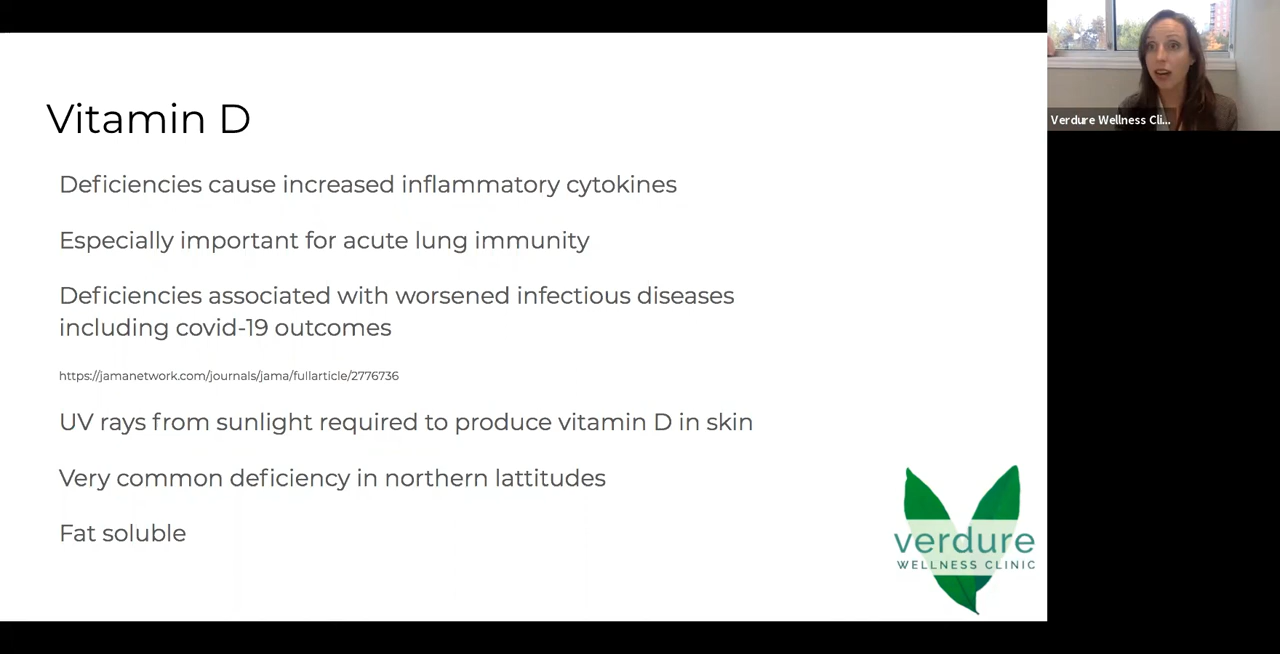 Vitamin D
Deficiencies cause increased inflammatory cytokines
Especially important for acute lung immunity
Deficiencies associated with worsened infectious diseases
including covid-19 outcomes
https://jamanetwork.com/journals/jama/fullarticle/2776736
UV rays from sunlight required to produce vitamin D in skin
Very common deficiency in northern lattitudes
Fat soluble
verdure
WELLNESS CLINIC
Verdure Wellness Cli...